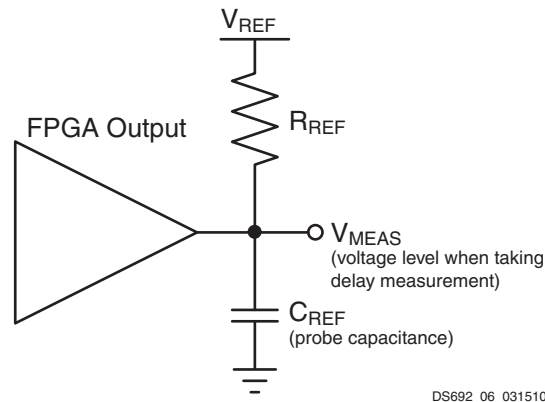 VREF
FPGA Output
RREF
VMEAS
(voltage level when taking
delay measurement)
CREF
(probe capacitance)
DS692_06_031510